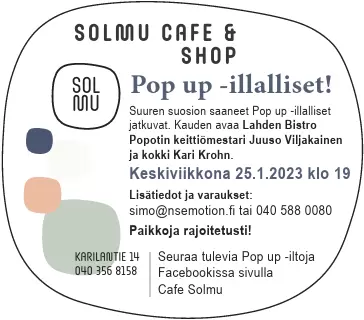 SOLMU CAFE &
SHOP
SOL
MU
Pop up -illalliset!
Suuren suosion saaneet Pop up -illalliset
jatkuvat. Kauden avaa Lahden Bistro
Popotin keittiömestari Juuso Viljakainen
ja kokki Kari Krohn.
Keskiviikkona 25.1.2023 klo 19
Lisätiedot ja varaukset:
simo@nsemotion.fi tai 040 588 0080
Paikkoja rajoitetusti!
KARILANTIE 14
040 356 8158
Seuraa tulevia Pop up -iltoja
Facebookissa sivulla
Cafe Solmu